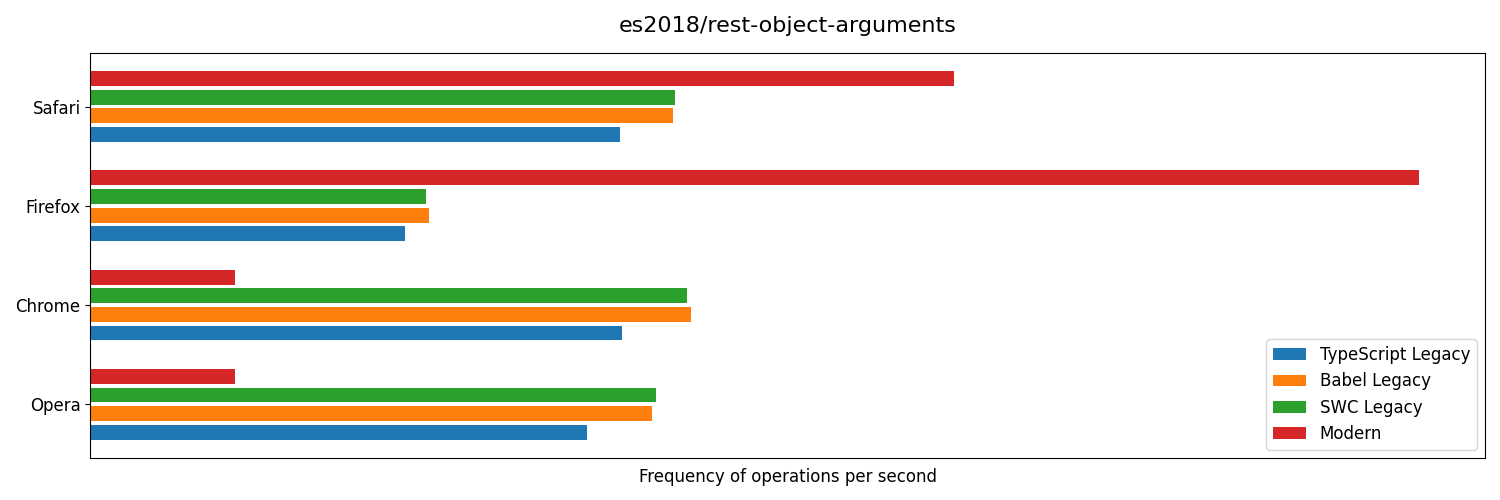 es2018/rest-object-arguments
Safari
Firefox
Chrome
Opera
TypeScript Legacy
Babel Legacy
SWC Legacy
Modern
Frequency of operations per second